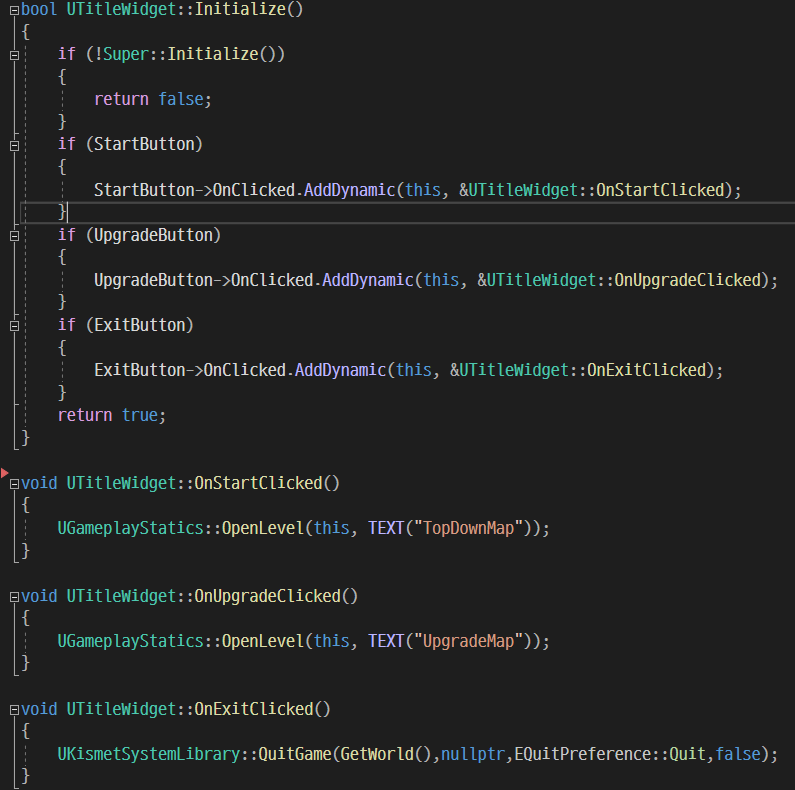 bool UTitleWidget::Initialize()
{
    if (!Super::Initialize())
    {
        return false;
    }
    if (StartButton)
    {
        StartButton->OnClicked.AddDynamic(this, &UTitleWidget::OnStartClicked);
    }
    if (UpgradeButton)
    {
        UpgradeButton->OnClicked.AddDynamic(this, &UTitleWidget::OnUpgradeClicked);
    }
    if (ExitButton)
    {
        ExitButton->OnClicked.AddDynamic(this, &UTitleWidget::OnExitClicked);
    }
    return true;
}

void UTitleWidget::OnStartClicked()
{
    UGameplayStatics::OpenLevel(this, TEXT("TopDownMap"));
}

void UTitleWidget::OnUpgradeClicked()
{
    UGameplayStatics::OpenLevel(this, TEXT("UpgradeMap"));
}

void UTitleWidget::OnExitClicked()
{
    UKismetSystemLibrary::QuitGame(GetWorld(),nullptr,EQuitPreference::Quit,false);
}